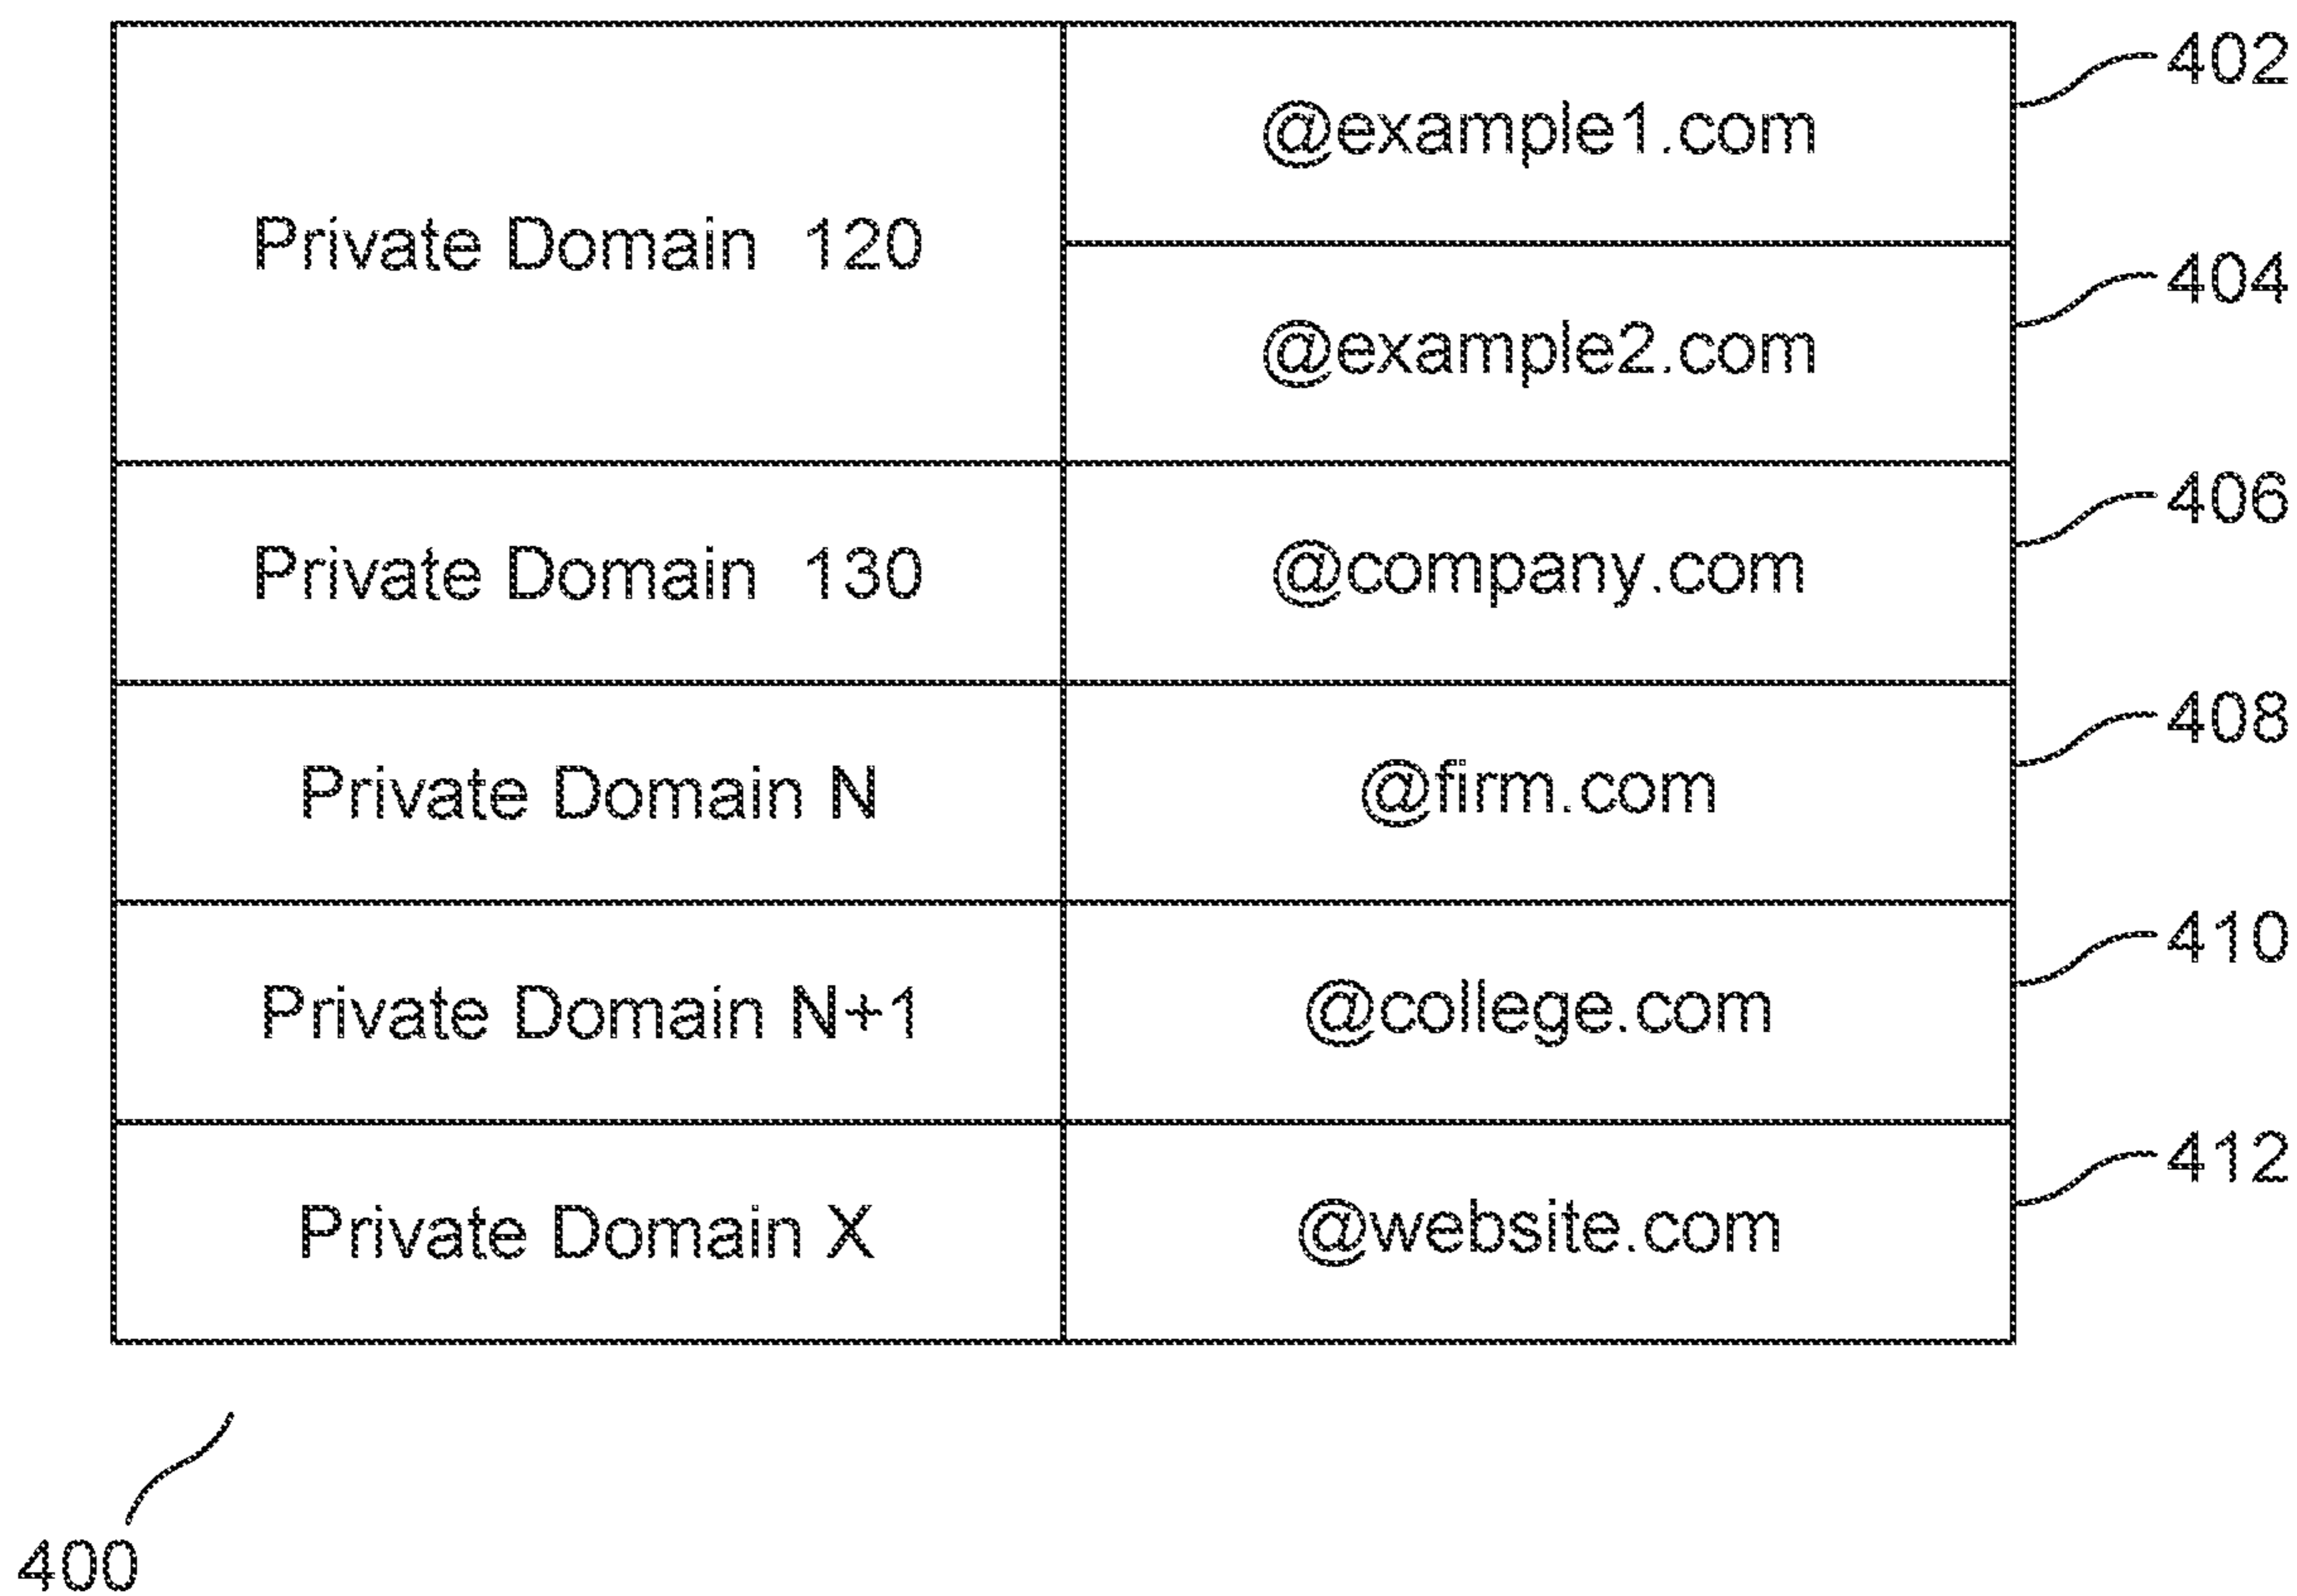 402
@example1.com
Private Domain 120
404
@example2.com
406
Private Domain 130
@company.com
408
Private Domain N
@firm.com
410
Private Domain N+1
@college.com
412
Private Domain X
@website.com
400